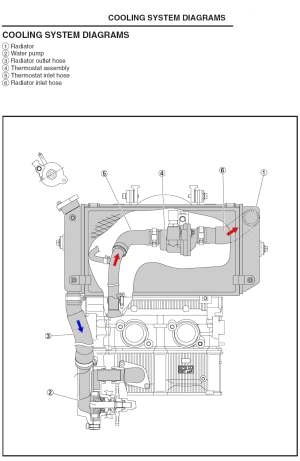 COOLING SYSTEM DIAGRAMS
COOLING SYSTEM DIAGRAMS
① Radiator
② Water pump
③ Radiator outlet hose
④ Thermostat assembly
⑤ Thermostat inlet hose
⑥ Radiator inlet hose
⑤ ④ ⑥ ①
③
②